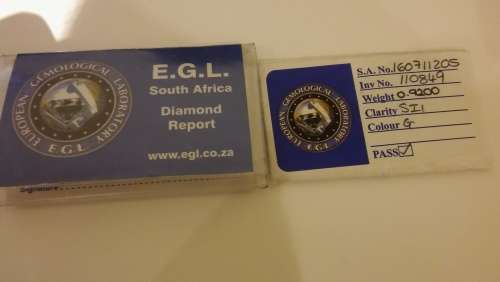 E.G.L.
South Africa
Diamond
Report
www.egl.co.za
EUROPEAN GEMOLOGICAL LABORATORY
E.G.L.
Signature
S.A. No. 160711205
Inv No. 110849
Weight 0.9200
Clarity SI1
Colour G
PASS ☑
EUROPEAN GEMOLOGICAL LABORATORY
E.G.L.